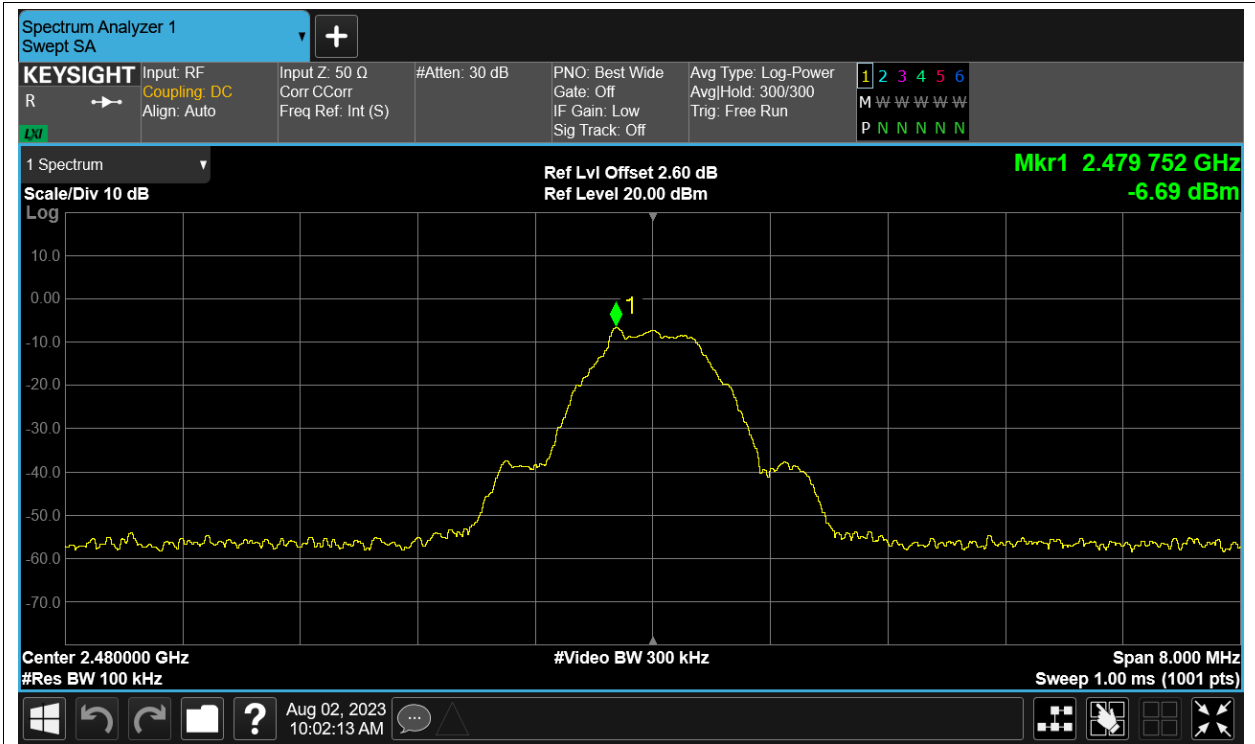 Spectrum Analyzer 1
Swept SA
KEYSIGHT
R
LXI
Input: RF
Coupling: DC
Align: Auto
Input Z: 50 Ω
Corr CCorr
Freq Ref: Int (S)
#Atten: 30 dB
PNO: Best Wide
Gate: Off
IF Gain: Low
Sig Track: Off
Avg Type: Log-Power
Avg|Hold: 300/300
Trig: Free Run
1 2 3 4 5 6
M W W W W W
P N N N N N
1 Spectrum
Scale/Div 10 dB
Ref Lvl Offset 2.60 dB
Ref Level 20.00 dBm
Mkr1 2.479 752 GHz
-6.69 dBm
Log
10.0
0.00
-10.0
-20.0
-30.0
-40.0
-50.0
-60.0
-70.0
1
Center 2.480000 GHz
#Res BW 100 kHz
#Video BW 300 kHz
Span 8.000 MHz
Sweep 1.00 ms (1001 pts)
?
Aug 02, 2023
10:02:13 AM